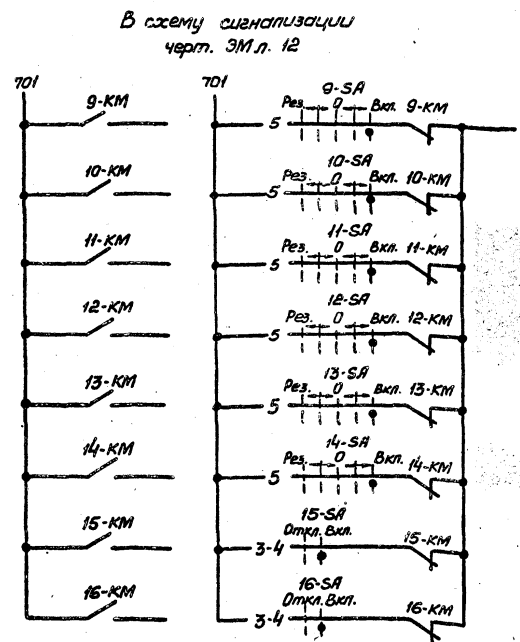 В схему сигнализации
черт. ЭМ л. 12
701 701
9-КМ 9-SA
5 Рез. 0 Вкл. 9-КМ
10-КМ 10-SA
5 Рез. 0 Вкл. 10-КМ
11-КМ 11-SA
5 Рез. 0 Вкл. 11-КМ
12-КМ 12-SA
5 Рез. 0 Вкл. 12-КМ
13-КМ 13-SA
5 Рез. 0 Вкл. 13-КМ
14-КМ 14-SA
5 Рез. 0 Вкл. 14-КМ
15-КМ 15-SA
3-4 Откл. Вкл. 15-КМ
16-КМ 16-SA
3-4 Откл. Вкл. 16-КМ